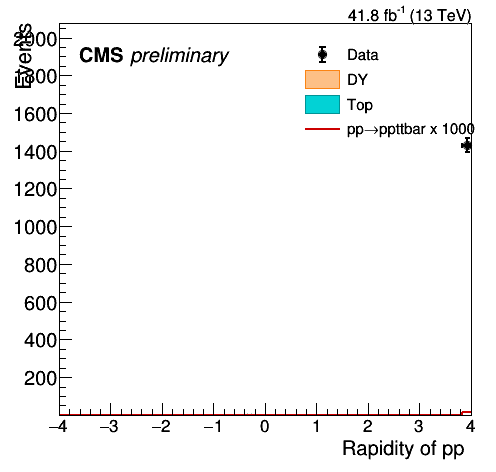 41.8 fb⁻¹ (13 TeV)
CMS preliminary
Data
DY
Top
pp→ppttbar x 1000
Events
2000
1800
1600
1400
1200
1000
800
600
400
200
−4 −3 −2 −1 0 1 2 3 4
Rapidity of pp